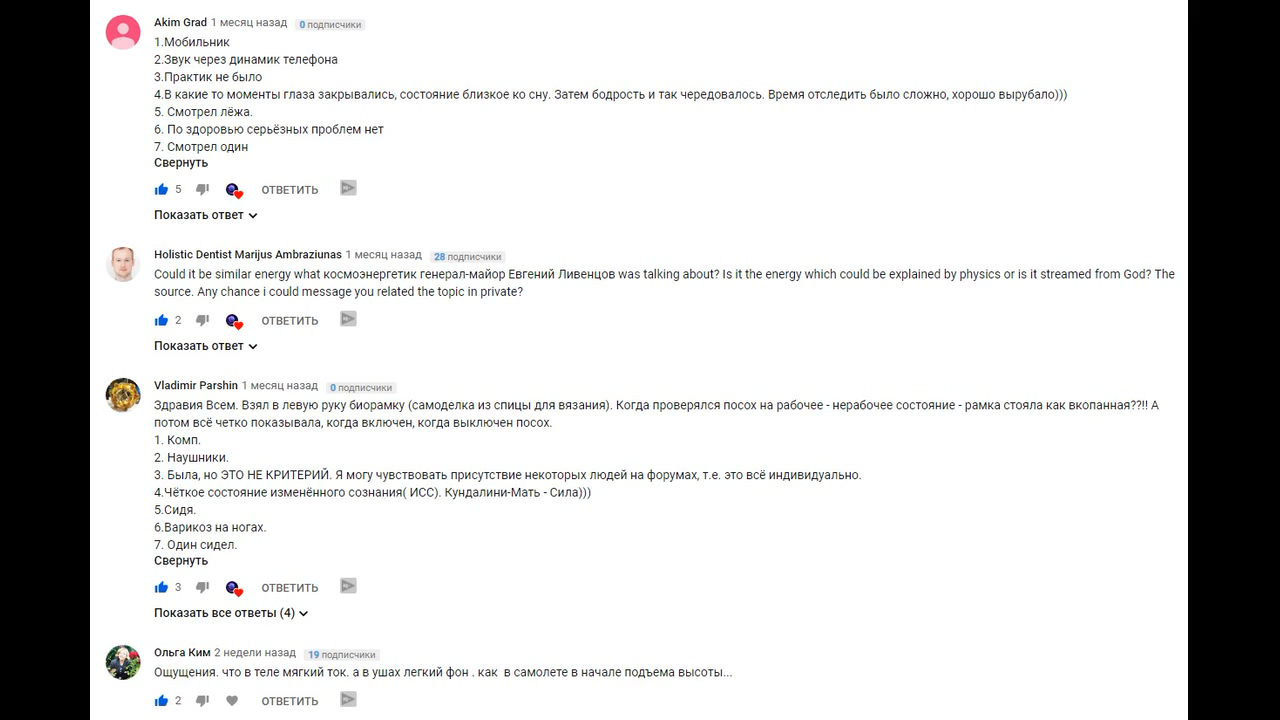 Akim Grad 1 месяц назад 0 подписчики
1.Мобильник
2.Звук через динамик телефона
3.Практик не было
4.В какие то моменты глаза закрывались, состояние близкое ко сну. Затем бодрость и так чередовалось. Время отследить было сложно, хорошо вырубало)))
5. Смотрел лёжа.
6. По здоровью серьёзных проблем нет
7. Смотрел один
Свернуть
5 ОТВЕТИТЬ
Показать ответ
Holistic Dentist Marijus Ambraziunas 1 месяц назад 28 подписчики
Could it be similar energy what космоэнергетик генерал-майор Евгений Ливенцов was talking about? Is it the energy which could be explained by physics or is it streamed from God? The
source. Any chance i could message you related the topic in private?
2 ОТВЕТИТЬ
Показать ответ
Vladimir Parshin 1 месяц назад 0 подписчики
Здравия Всем. Взял в левую руку биорамку (самоделка из спицы для вязания). Когда проверялся посох на рабочее - нерабочее состояние - рамка стояла как вкопанная??!! А
потом всё четко показывала, когда включен, когда выключен посох.
1. Комп.
2. Наушники.
3. Была, но ЭТО НЕ КРИТЕРИЙ. Я могу чувствовать присутствие некоторых людей на форумах, т.е. это всё индивидуально.
4.Чёткое состояние изменённого сознания( ИСС). Кундалини-Мать - Сила)))
5.Сидя.
6.Варикоз на ногах.
7. Один сидел.
Свернуть
3 ОТВЕТИТЬ
Показать все ответы (4)
Ольга Ким 2 недели назад 19 подписчики
Ощущения. что в теле мягкий ток. а в ушах легкий фон . как в самолете в начале подъема высоты...
2 ОТВЕТИТЬ